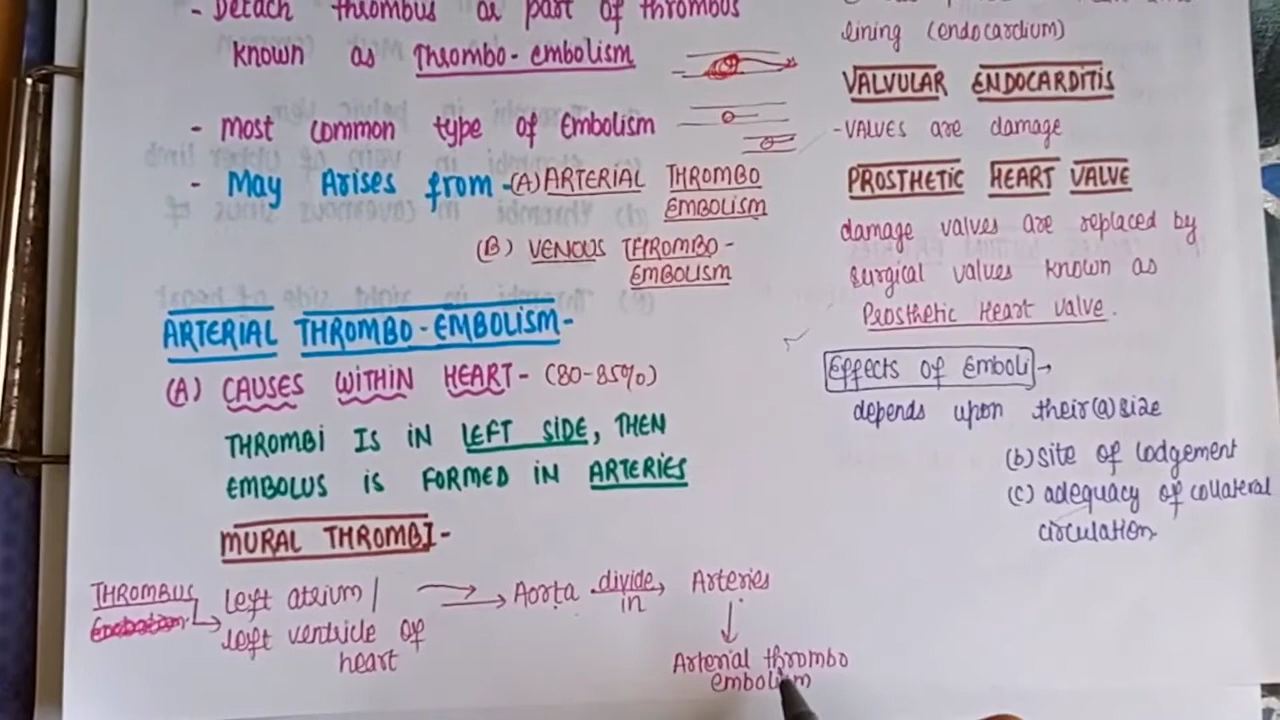 - Detach thrombus or part of thrombus
known as Thrombo-embolism
- Most common type of Embolism
- May Arises from - (A) ARTERIAL THROMBO
EMBOLISM
(B) VENOUS THROMBO-
EMBOLISM
ARTERIAL THROMBO-EMBOLISM-
(A) CAUSES WITHIN HEART- (80-85%)
THROMBI IS IN LEFT SIDE, THEN
EMBOLUS IS FORMED IN ARTERIES
MURAL THROMBI-
THROMBUS
left atrium /
left ventricle of
heart
Aorta divide
in
Arteries
Arterial thrombo
embolism
lining (endocardium)
VALVULAR ENDOCARDITIS
-VALVES are damage
PROSTHETIC HEART VALVE
damage valves are replaced by
surgical valves known as
Prosthetic Heart valve.
Effects of Emboli →
depends upon their (a) size
(b) site of lodgement
(c) adequacy of collateral
circulation